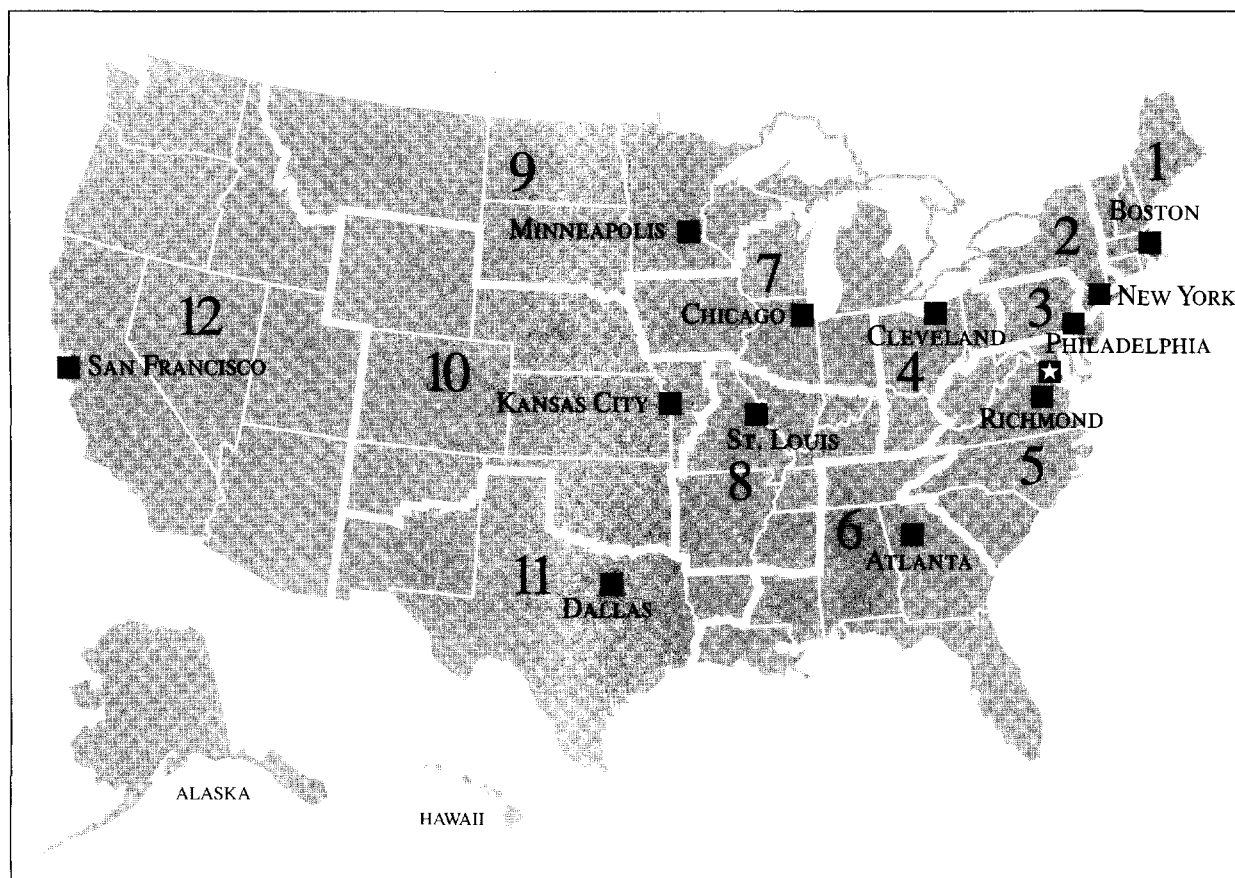 1
BOSTON
9
2
MINNEAPOLIS
7
3
NEW YORK
12
CHICAGO
CLEVELAND
PHILADELPHIA
4
SAN FRANCISCO
10
KANSAS CITY
RICHMOND
ST. LOUIS
5
8
6
ATLANTA
11
DALLAS
ALASKA
HAWAII